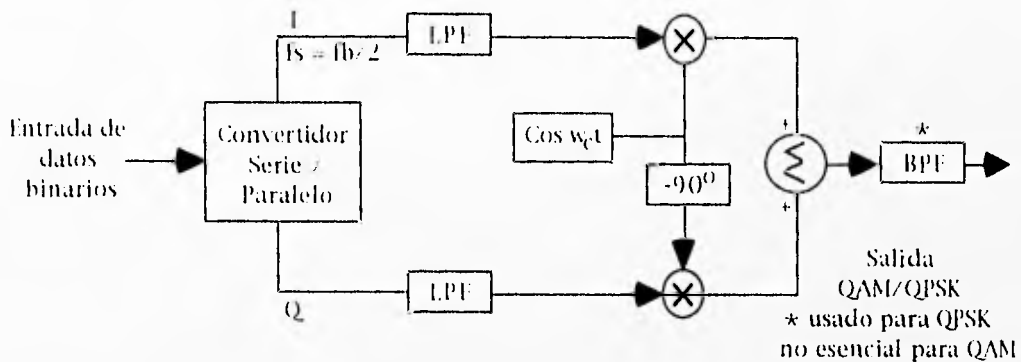 I
fs = fb/2
LPF
Entrada de
datos
binarios
Convertidor
Serie /
Paralelo
Cos wct
-90º
+
Σ
+
*
BPF
Q
LPF
Salida
QAM/QPSK
* usado para QPSK
no esencial para QAM